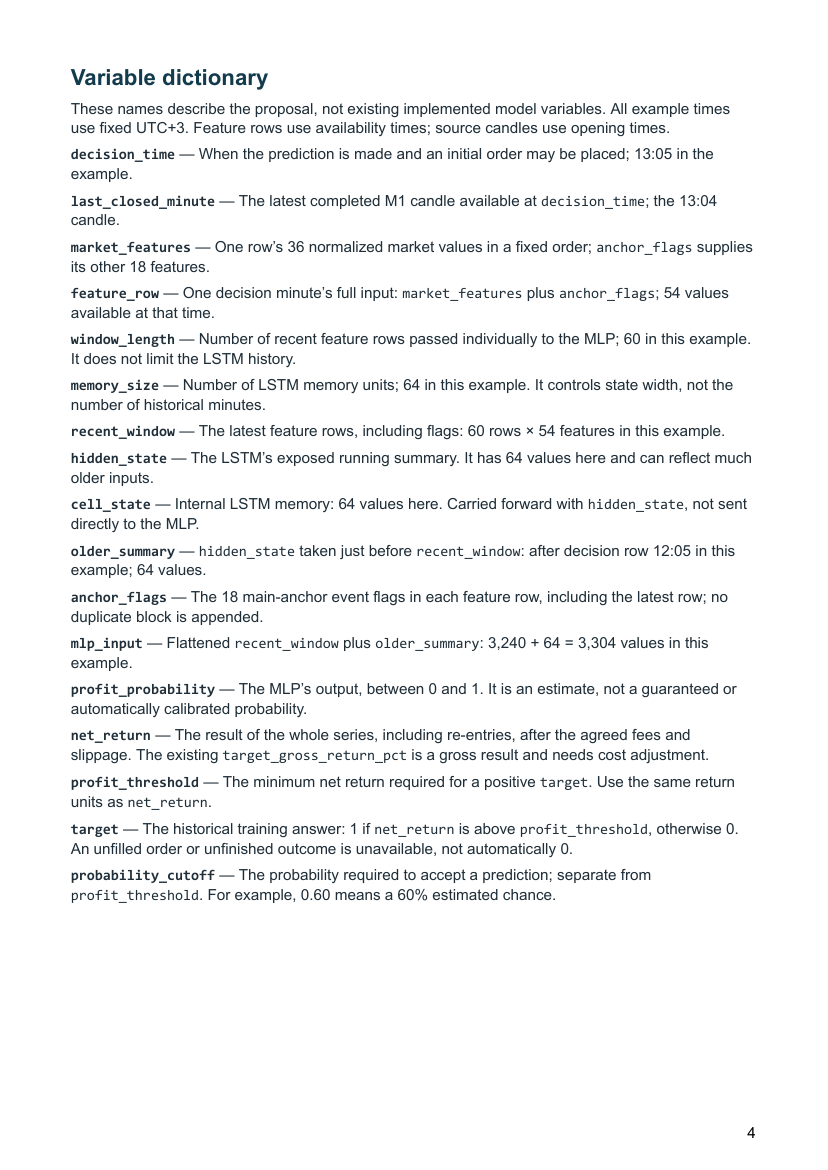 Variable dictionary
These names describe the proposal, not existing implemented model variables. All example times
use fixed UTC+3. Feature rows use availability times; source candles use opening times.
decision_time — When the prediction is made and an initial order may be placed; 13:05 in the
example.
last_closed_minute — The latest completed M1 candle available at decision_time; the 13:04
candle.
market_features — One row’s 36 normalized market values in a fixed order; anchor_flags supplies
its other 18 features.
feature_row — One decision minute’s full input: market_features plus anchor_flags; 54 values
available at that time.
window_length — Number of recent feature rows passed individually to the MLP; 60 in this example.
It does not limit the LSTM history.
memory_size — Number of LSTM memory units; 64 in this example. It controls state width, not the
number of historical minutes.
recent_window — The latest feature rows, including flags: 60 rows × 54 features in this example.
hidden_state — The LSTM’s exposed running summary. It has 64 values here and can reflect much
older inputs.
cell_state — Internal LSTM memory: 64 values here. Carried forward with hidden_state, not sent
directly to the MLP.
older_summary — hidden_state taken just before recent_window: after decision row 12:05 in this
example; 64 values.
anchor_flags — The 18 main-anchor event flags in each feature row, including the latest row; no
duplicate block is appended.
mlp_input — Flattened recent_window plus older_summary: 3,240 + 64 = 3,304 values in this
example.
profit_probability — The MLP’s output, between 0 and 1. It is an estimate, not a guaranteed or
automatically calibrated probability.
net_return — The result of the whole series, including re-entries, after the agreed fees and
slippage. The existing target_gross_return_pct is a gross result and needs cost adjustment.
profit_threshold — The minimum net return required for a positive target. Use the same return
units as net_return.
target — The historical training answer: 1 if net_return is above profit_threshold, otherwise 0.
An unfilled order or unfinished outcome is unavailable, not automatically 0.
probability_cutoff — The probability required to accept a prediction; separate from
profit_threshold. For example, 0.60 means a 60% estimated chance.
4